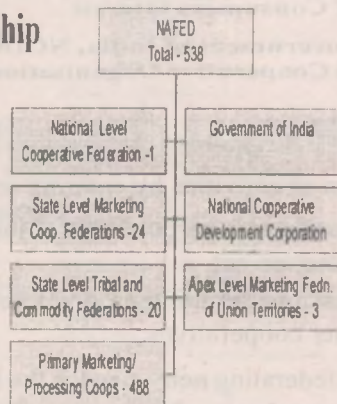 hip
NAFED
Total - 538
National Level
Cooperative Federation -1
Government of India
State Level Marketing
Coop. Federations -24
National Cooperative
Development Corporation
State Level Tribal and
Commodity Federations - 20
Apex Level Marketing Fedn.
of Union Territories - 3
Primary Marketing/
Processing Coops - 488